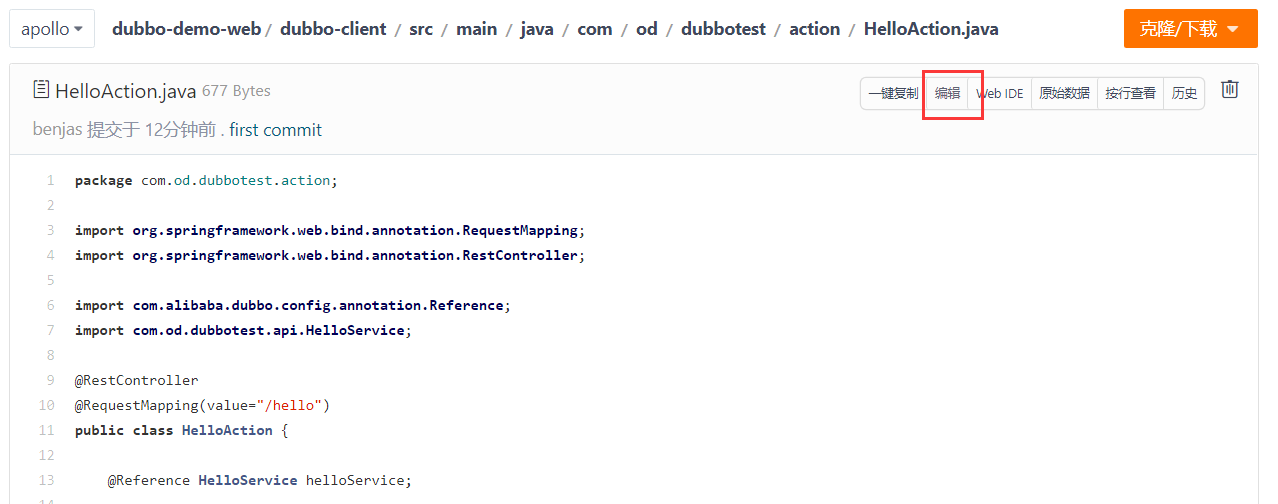 apollo dubbo-demo-web / dubbo-client / src / main / java / com / od / dubbotest / action / HelloAction.java 克隆/下载
HelloAction.java 677 Bytes 一键复制 编辑 Web IDE 原始数据 按行查看 历史
benjas 提交于 12分钟前 . first commit
1 package com.od.dubbotest.action;
2
3 import org.springframework.web.bind.annotation.RequestMapping;
4 import org.springframework.web.bind.annotation.RestController;
5
6 import com.alibaba.dubbo.config.annotation.Reference;
7 import com.od.dubbotest.api.HelloService;
8
9 @RestController
10 @RequestMapping(value="/hello")
11 public class HelloAction {
12
13 @Reference HelloService helloService;
14